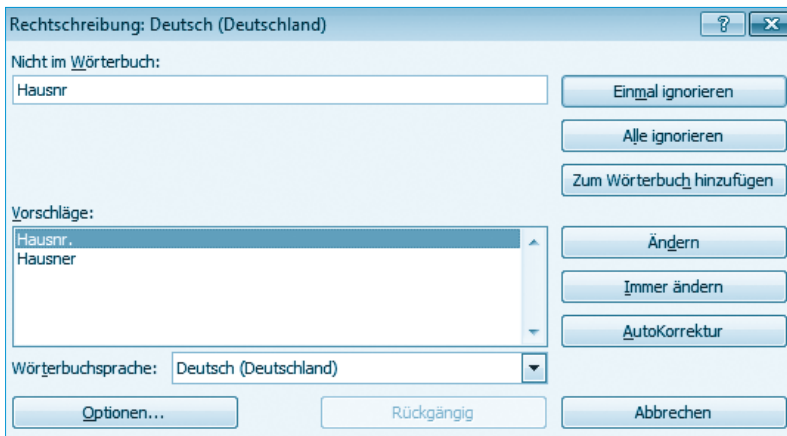 Rechtschreibung: Deutsch (Deutschland)
Nicht im Wörterbuch:
Hausnr
Einmal ignorieren
Alle ignorieren
Zum Wörterbuch hinzufügen
Vorschläge:
Hausnr.
Hausner
Ändern
Immer ändern
AutoKorrektur
Wörterbuchsprache: Deutsch (Deutschland)
Optionen... Rückgängig Abbrechen